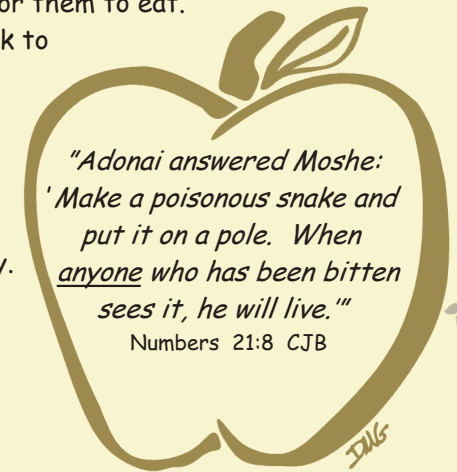 or them to eat.
k to
"Adonai answered Moshe:
'Make a poisonous snake and
put it on a pole. When
anyone who has been bitten
y.
sees it, he will live.'"
Numbers 21:8 CJB
DMG